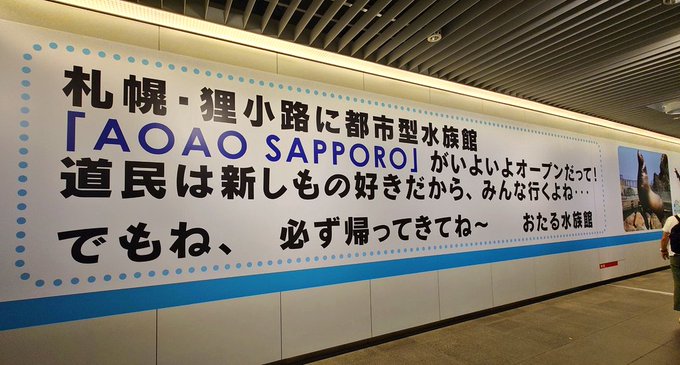 札幌・狸小路に都市型水族館
「AOAO SAPPORO」がいよいよオープンだって!
道民は新しもの好きだから、みんな行くよね・・・
でもね、 必ず帰ってきてね〜 おたる水族館